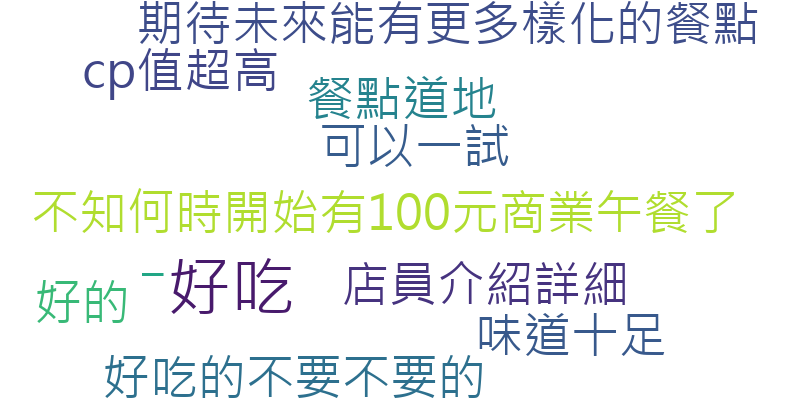 期待未來能有更多樣化的餐點
cp值超高
餐點道地
可以一試
不知何時開始有100元商業午餐了
好的
好吃
店員介紹詳細
味道十足
好吃的不要不要的